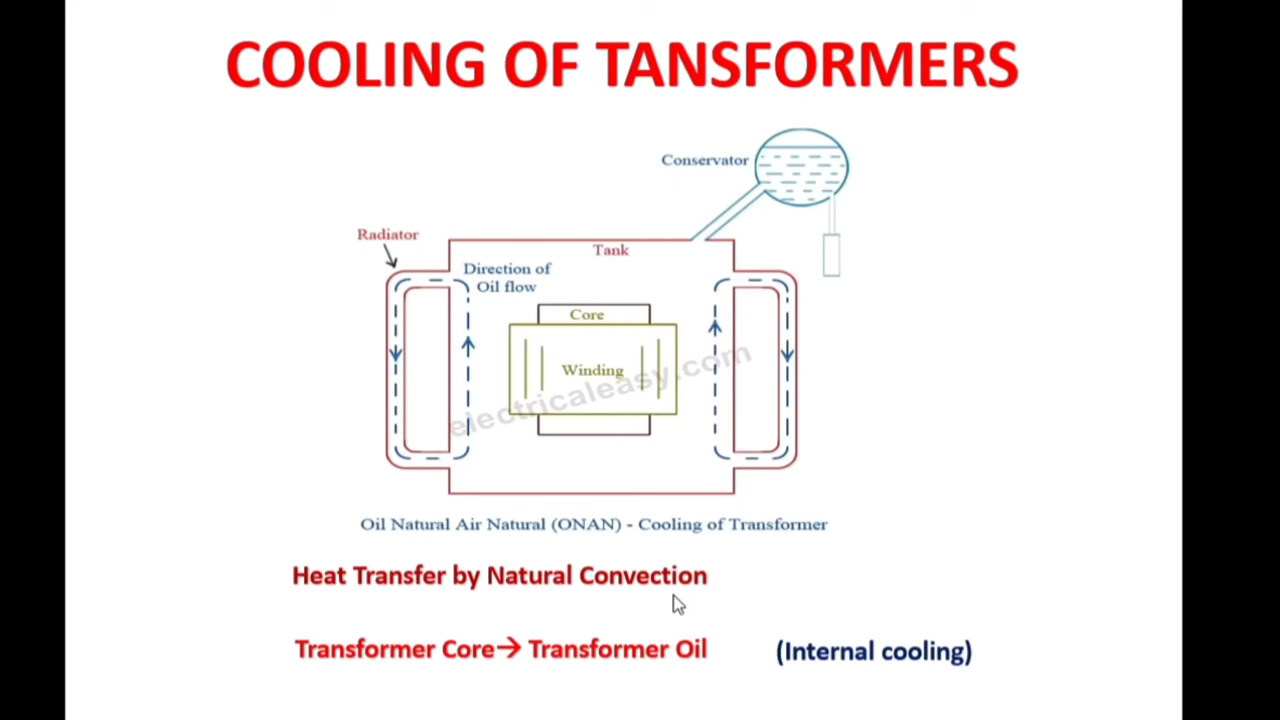 COOLING OF TANSFORMERS
Conservator
Radiator
Tank
Direction of
Oil flow
Core
Winding
electricaleasy.com
Oil Natural Air Natural (ONAN) - Cooling of Transformer
Heat Transfer by Natural Convection
Transformer Core→ Transformer Oil (Internal cooling)